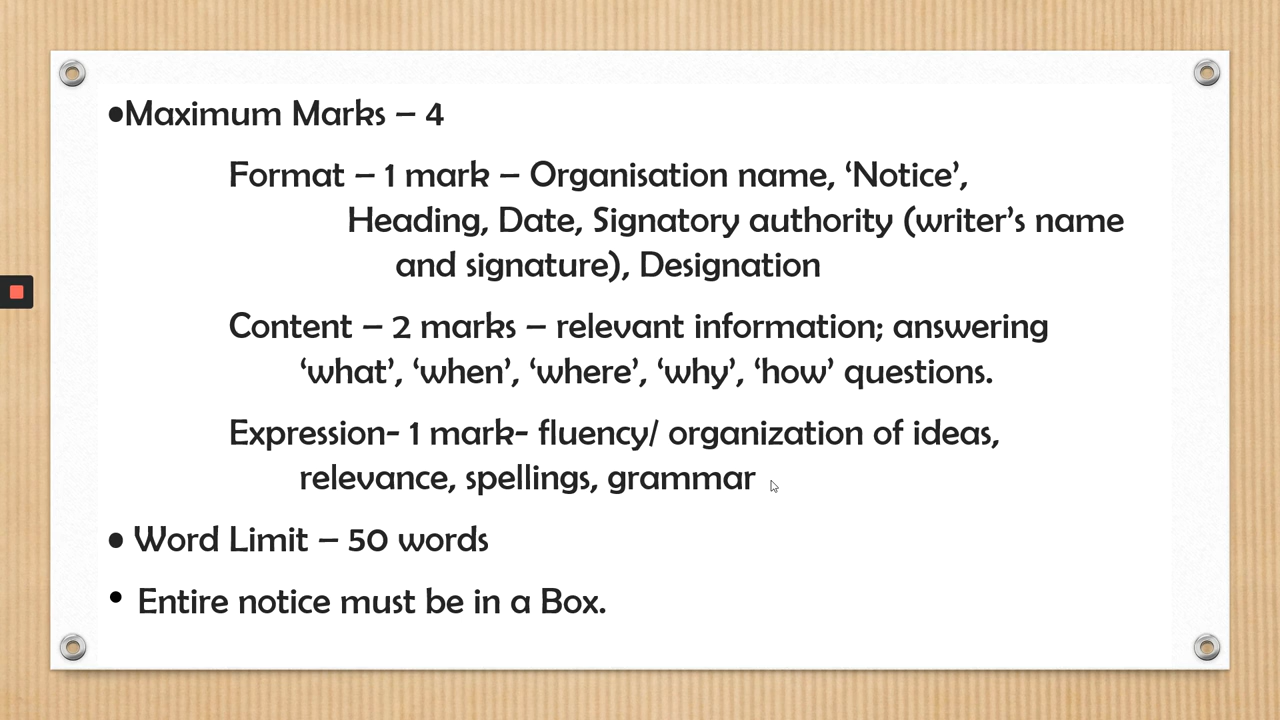 •Maximum Marks – 4
Format – 1 mark – Organisation name, ‘Notice’,
Heading, Date, Signatory authority (writer’s name
and signature), Designation
Content – 2 marks – relevant information; answering
‘what’, ‘when’, ‘where’, ‘why’, ‘how’ questions.
Expression- 1 mark- fluency/ organization of ideas,
relevance, spellings, grammar
• Word Limit – 50 words
• Entire notice must be in a Box.